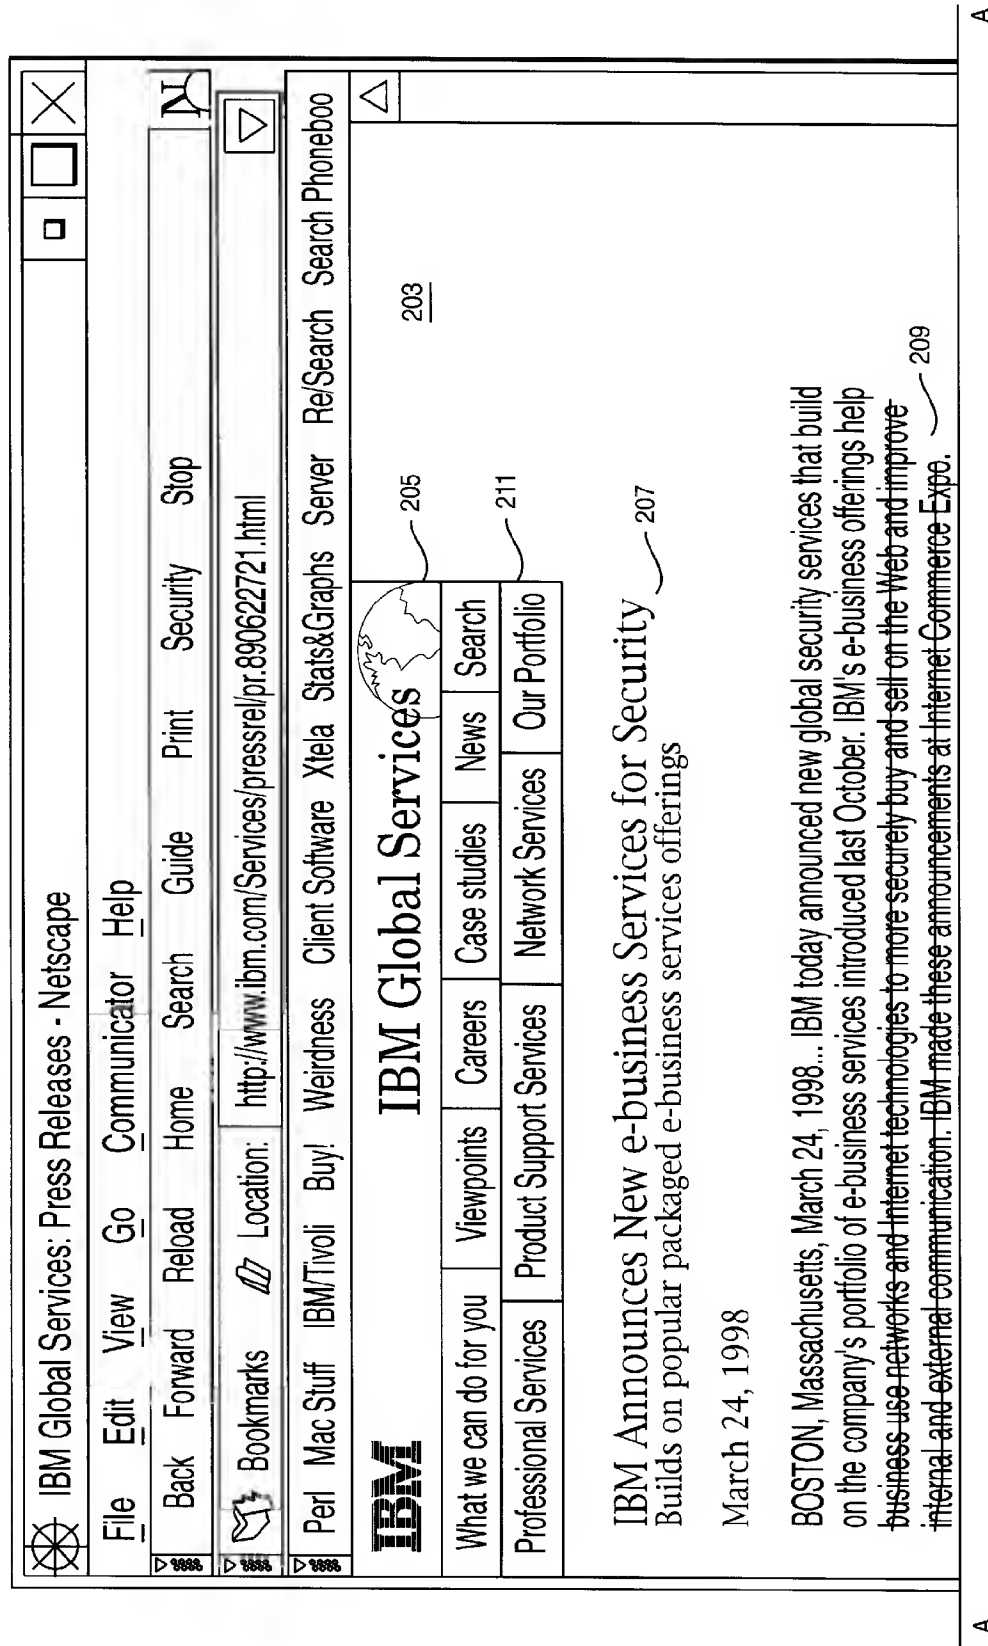 IBM Global Services: Press Releases - Netscape
File Edit View Go Communicator Help
Back Forward Reload Home Search Guide Print Security Stop
N
Bookmarks Location: http://www.ibm.com/Services/pressrel/pr.890622721.html
Perl Mac Stuff IBM/Tivoli Buy! Weirdness Client Software Xtela Stats&Graphs Server Re/Search Search Phoneboo
IBM IBM Global Services
205
203
What we can do for you Viewpoints Careers Case studies News Search
Professional Services Product Support Services Network Services Our Portfolio
211
IBM Announces New e-business Services for Security
207
Builds on popular packaged e-business services offerings
March 24, 1998
BOSTON, Massachusetts, March 24, 1998... IBM today announced new global security services that build
on the company's portfolio of e-business services introduced last October. IBM's e-business offerings help
business use networks and Internet technologies to more securely buy and sell on the Web and improve
internal and external communication. IBM made these announcements at Internet Commerce Expo.
209
A A